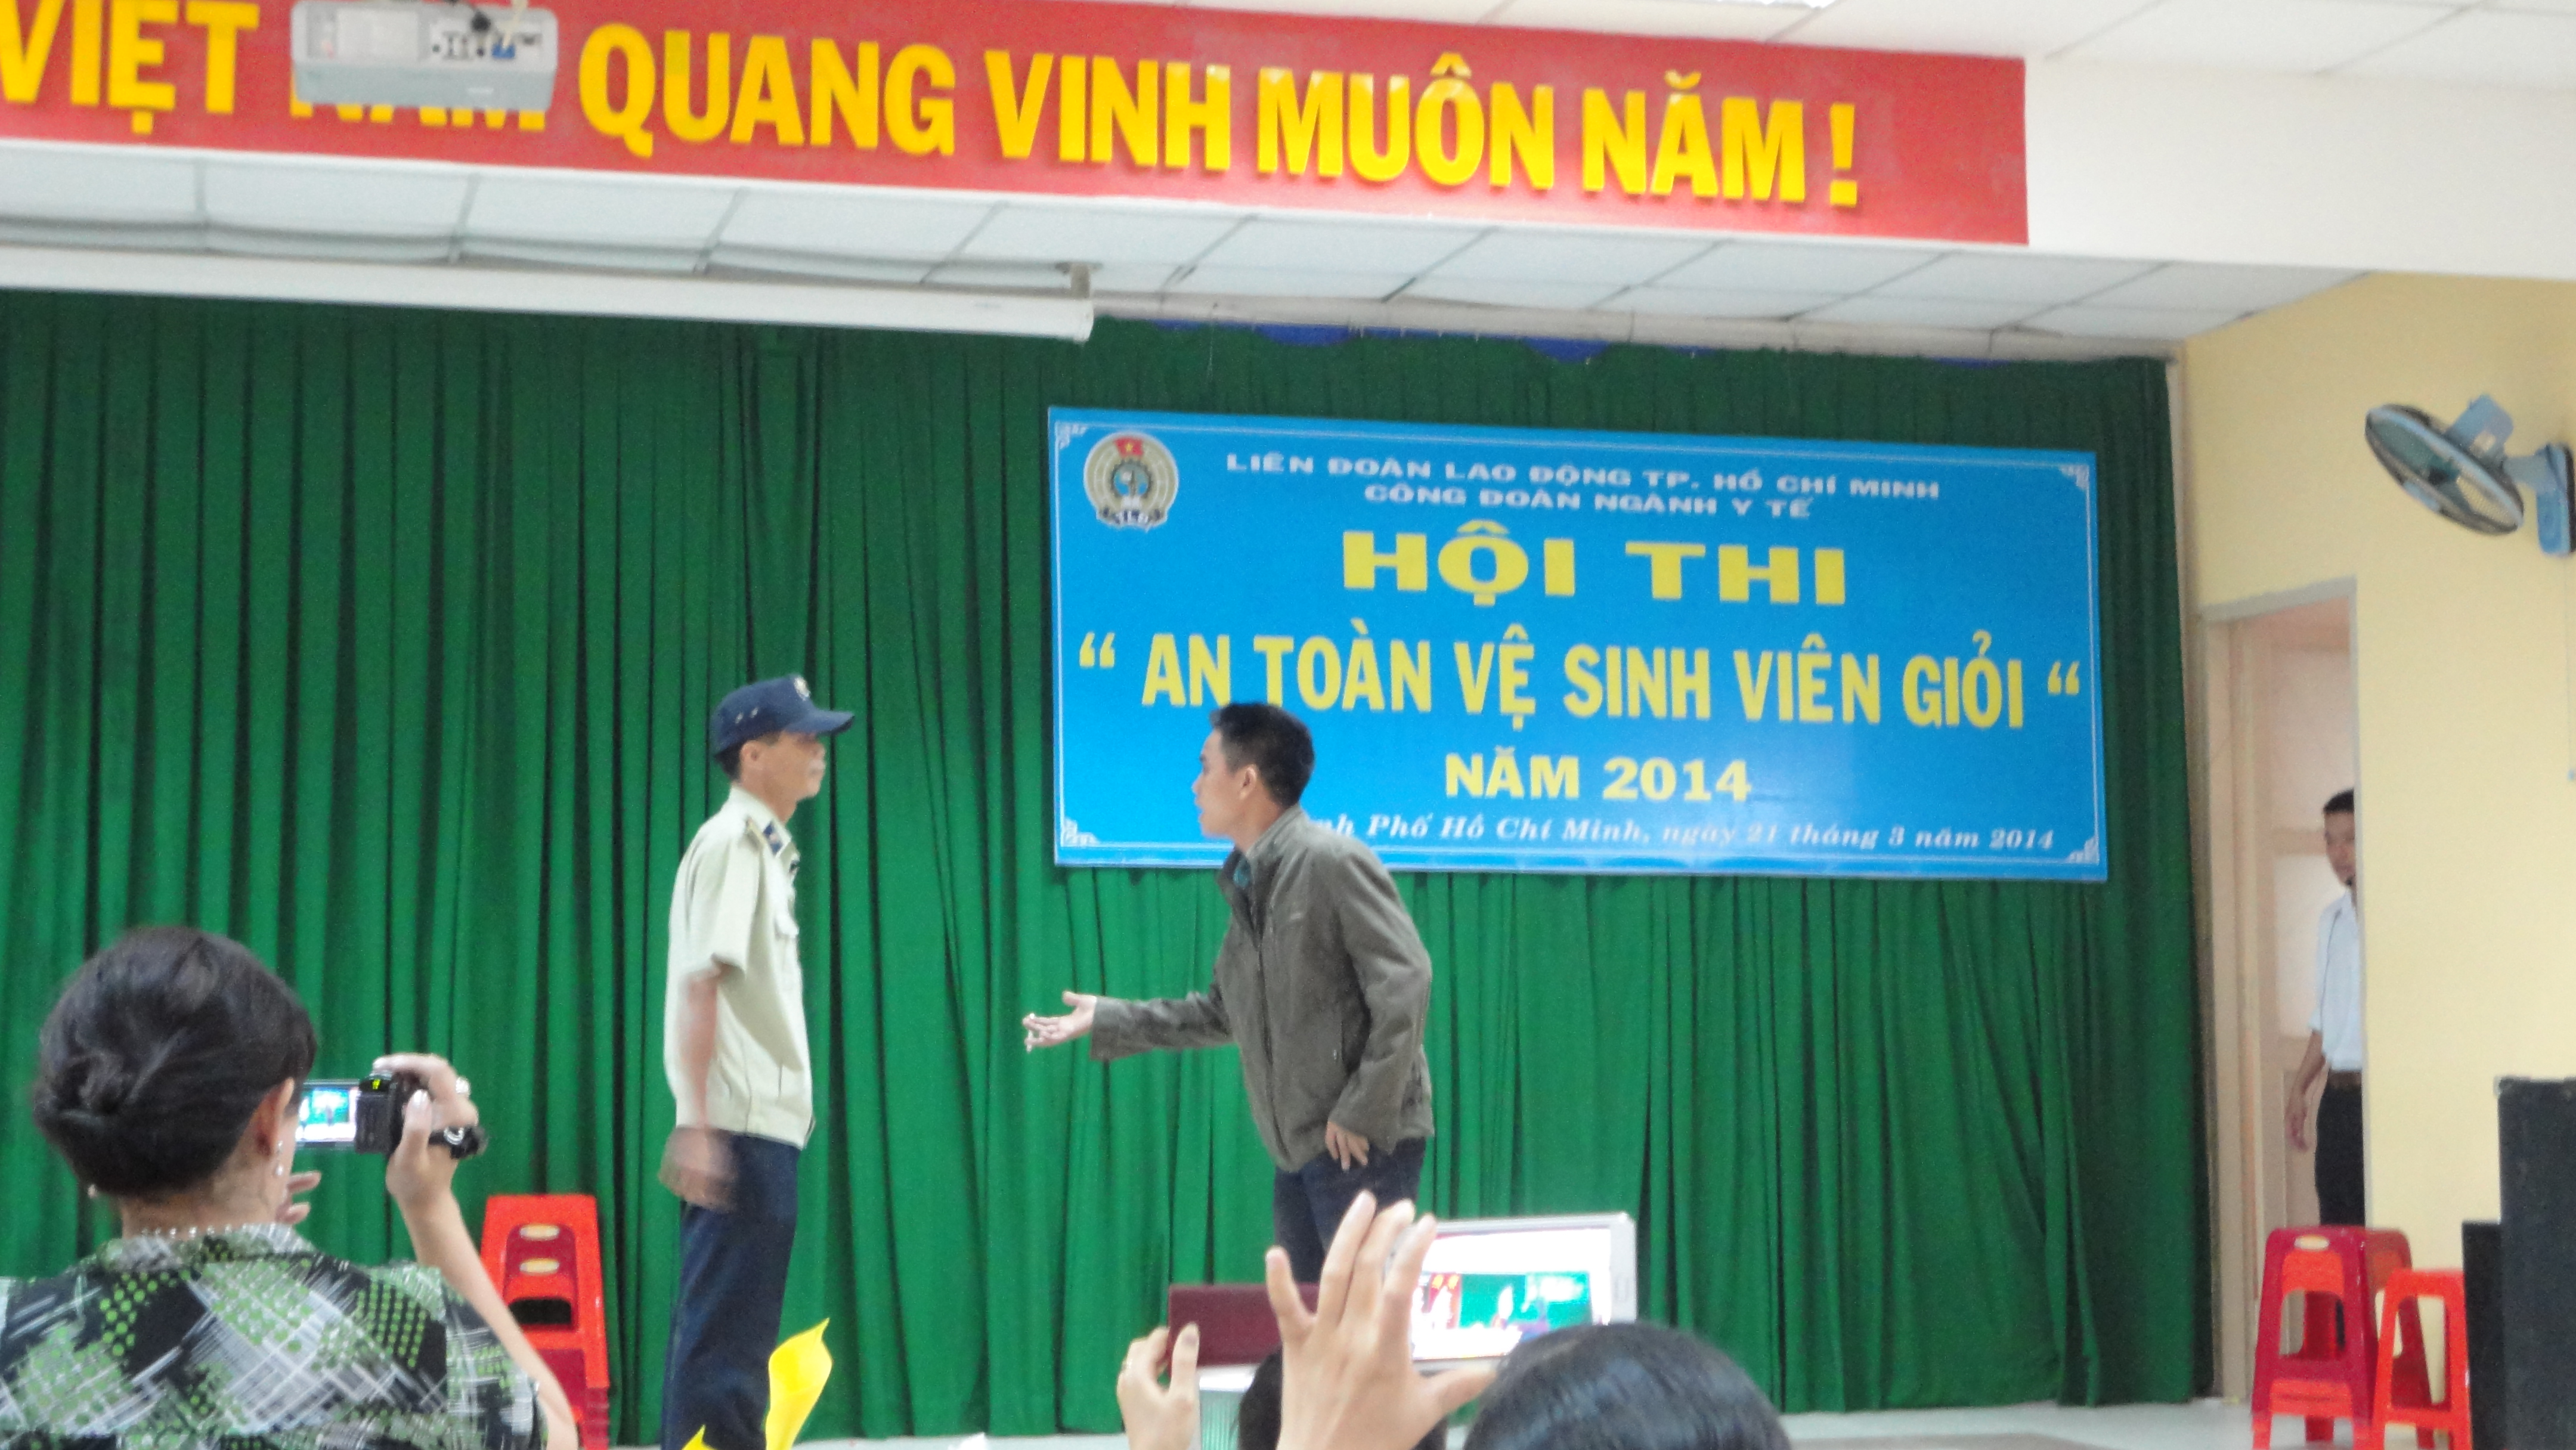 VIỆT NAM QUANG VINH MUÔN NĂM !
LIÊN ĐOÀN LAO ĐỘNG TP. HỒ CHÍ MINH
CÔNG ĐOÀN NGÀNH Y TẾ
HỘI THI
“ AN TOÀN VỆ SINH VIÊN GIỎI “
NĂM 2014
Phố Hồ Chí Minh, ngày 21 tháng 3 năm 2014